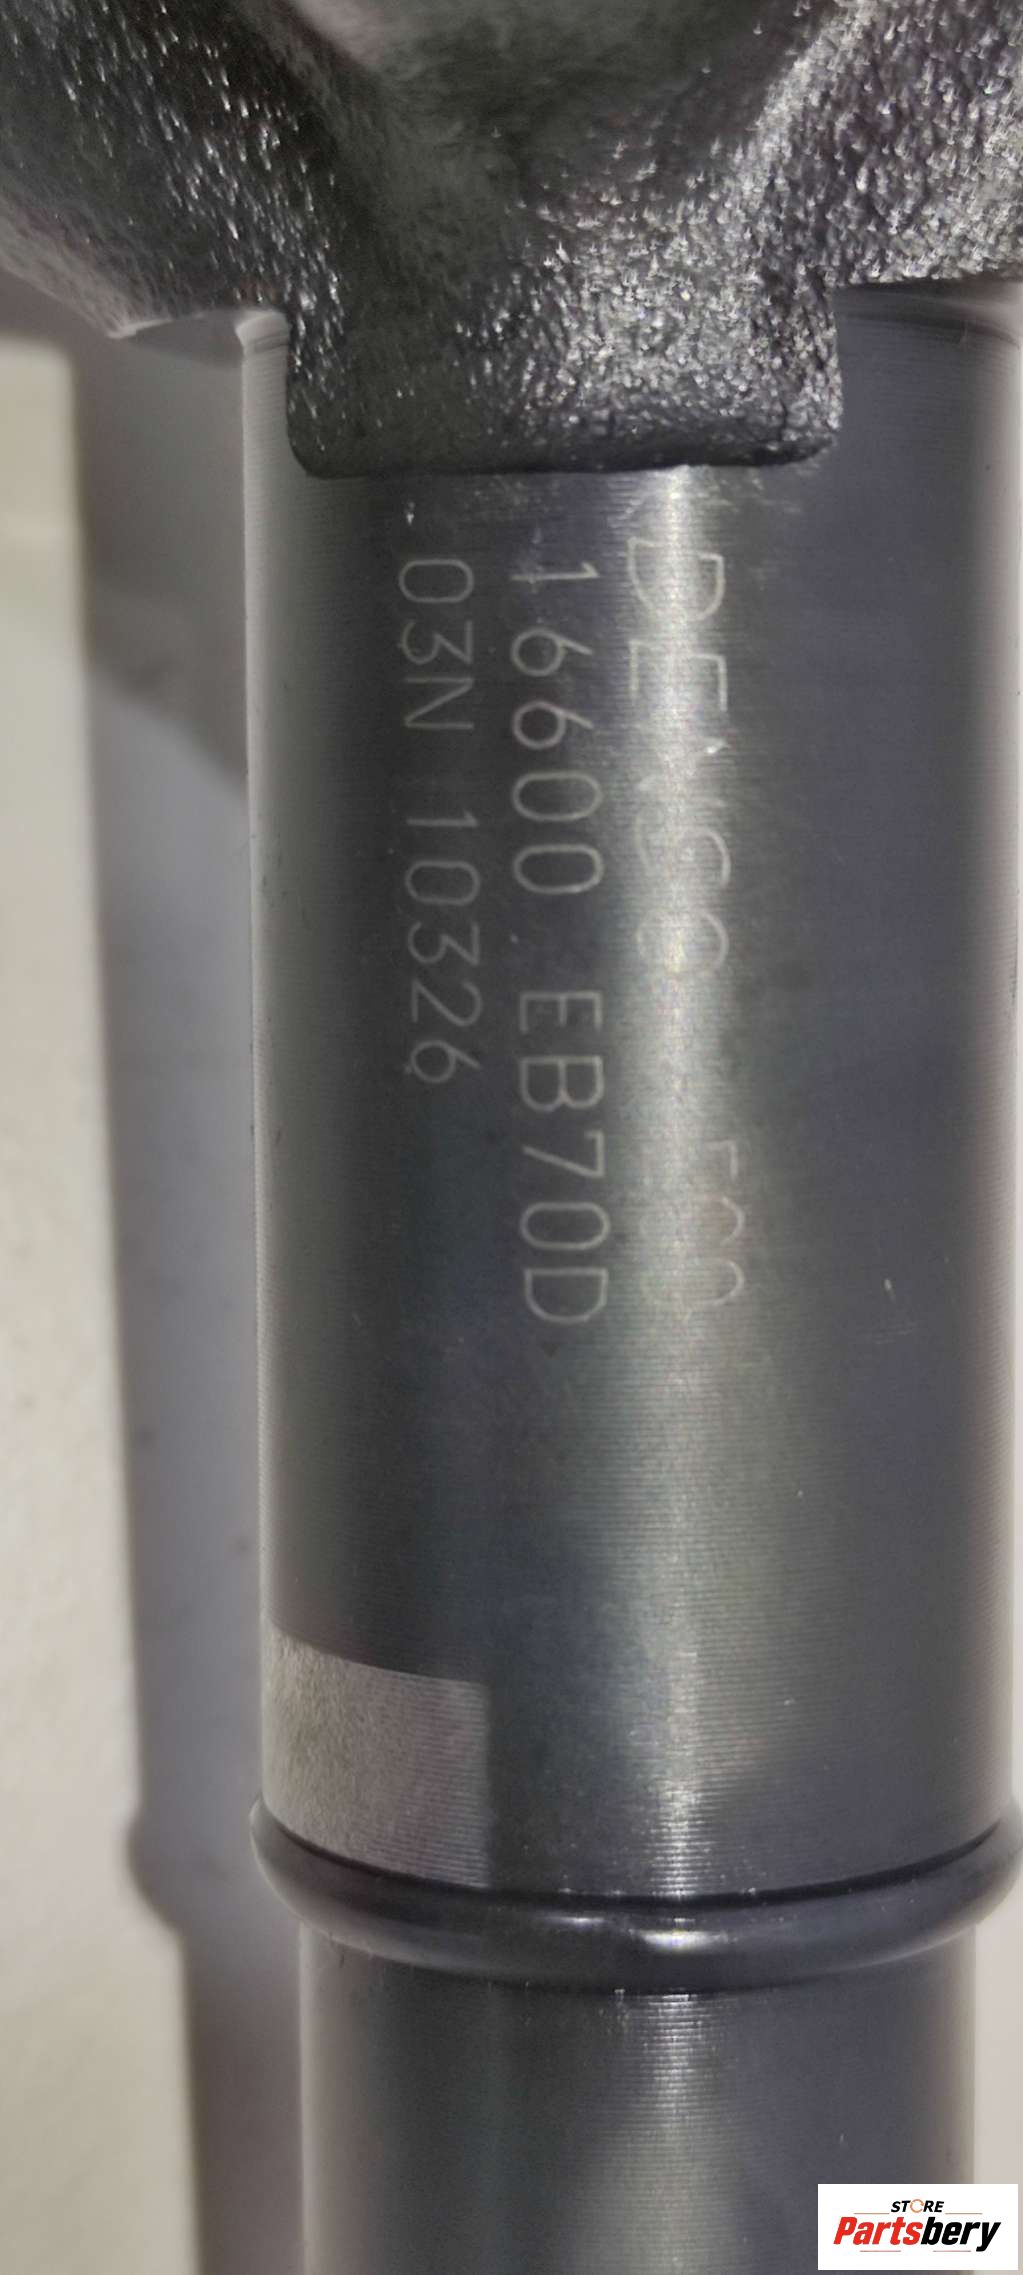 DENSO
16600 EB70D
03N 10326
STORE
Partsbery